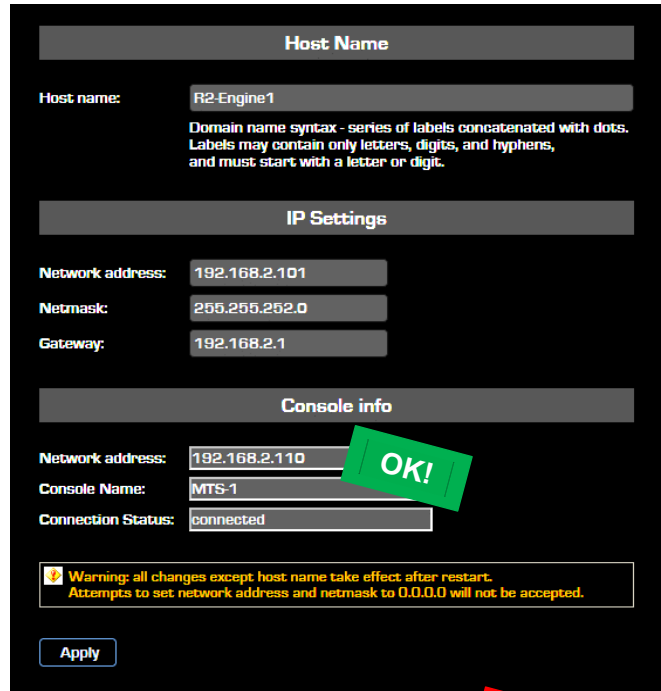 Host Name
Host name: R2-Engine1
Domain name syntax - series of labels concatenated with dots.
Labels may contain only letters, digits, and hyphens,
and must start with a letter or digit.
IP Settings
Network address: 192.168.2.101
Netmask: 255.255.252.0
Gateway: 192.168.2.1
Console info
Network address: 192.168.2.110
OK!
Console Name: MTS-1
Connection Status: connected
Warning: all changes except host name take effect after restart.
Attempts to set network address and netmask to 0.0.0.0 will not be accepted.
Apply